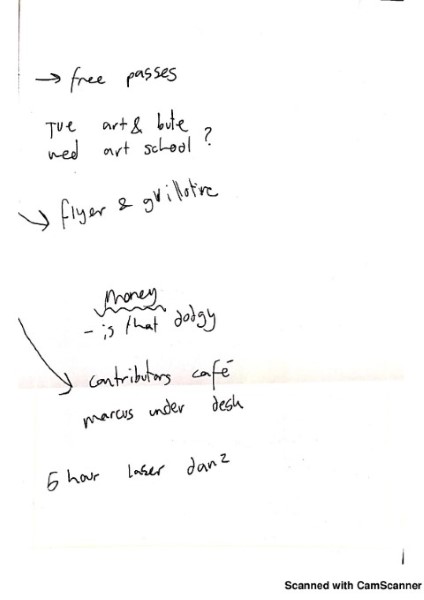 → free passes
TUE art & bute
wed art school ?
→ flyer & guillotine
money
- is that dodgy
→ contributors café
marcus under desk
5 hour laser dan²
Scanned with CamScanner